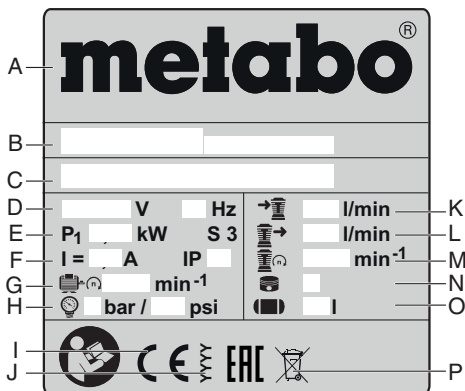 A metabo ®
B
C
D V Hz l/min K
E P1 kW S 3 l/min L
F I = A IP min-1 M
G min-1 N
H bar / psi l O
I CE EAC
J YYYY P